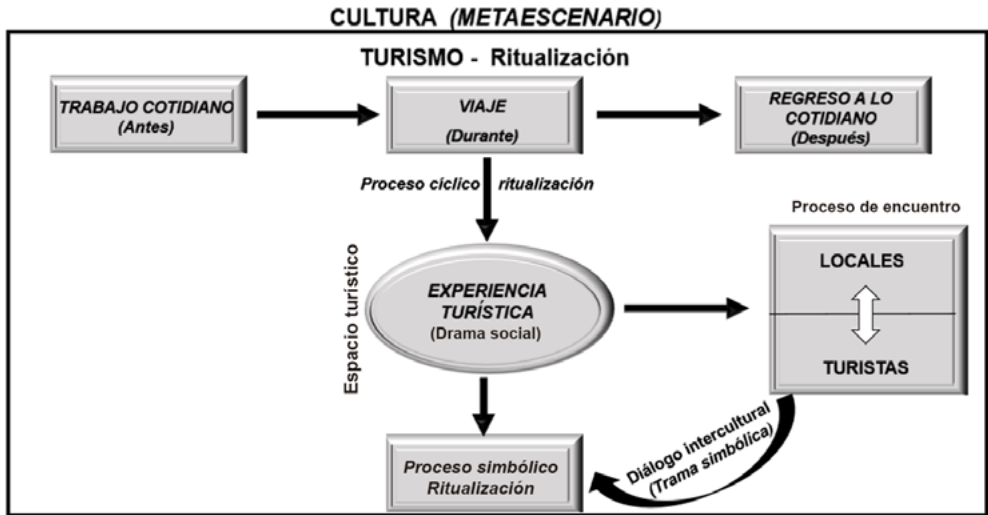 CULTURA (METAESCENARIO)
TURISMO - Ritualización
TRABAJO COTIDIANO
(Antes)
VIAJE
(Durante)
REGRESO A LO
COTIDIANO
(Después)
Proceso cíclico ritualización
Espacio turístico
EXPERIENCIA
TURÍSTICA
(Drama social)
Proceso de encuentro
LOCALES
TURISTAS
Diálogo intercultural
(Trama simbólica)
Proceso simbólico
Ritualización